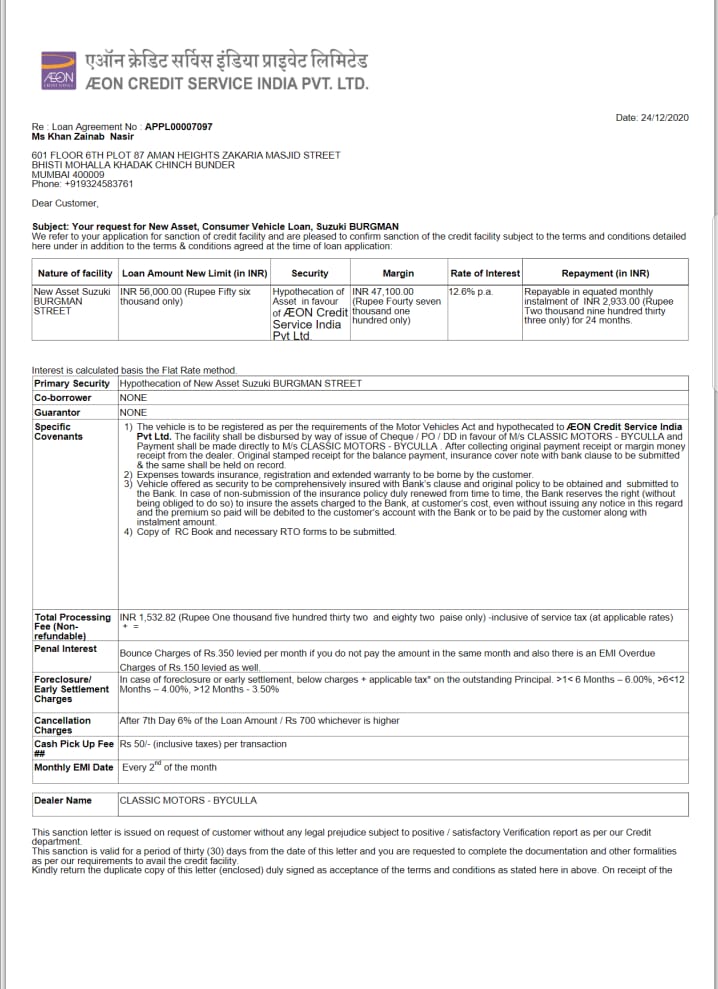 एऑन क्रेडिट सर्विस इंडिया प्राइवेट लिमिटेड
ÆON
ÆON CREDIT SERVICE INDIA PVT. LTD.
Date: 24/12/2020
Re : Loan Agreement No : APPL00007097
Ms Khan Zainab Nasir
601 FLOOR 6TH PLOT 87 AMAN HEIGHTS ZAKARIA MASJID STREET
BHISTI MOHALLA KHADAK CHINCH BUNDER
MUMBAI 400009
Phone: +919324583761
Dear Customer,
Subject: Your request for New Asset, Consumer Vehicle Loan, Suzuki BURGMAN
We refer to your application for sanction of credit facility and are pleased to confirm sanction of the credit facility subject to the terms and conditions detailed
here under in addition to the terms & conditions agreed at the time of loan application:
Nature of facility Loan Amount New Limit (in INR) Security Margin Rate of Interest Repayment (in INR)
New Asset Suzuki INR 56,000.00 (Rupee Fifty six Hypothecation of INR 47,100.00 12.6% p.a. Repayable in equated monthly
BURGMAN thousand only) Asset in favour (Rupee Fourty seven instalment of INR 2,933.00 (Rupee
STREET of ÆON Credit thousand one Two thousand nine hundred thirty
Service India hundred only) three only) for 24 months.
Pvt Ltd.
Interest is calculated basis the Flat Rate method.
Primary Security Hypothecation of New Asset Suzuki BURGMAN STREET
Co-borrower NONE
Guarantor NONE
Specific 1) The vehicle is to be registered as per the requirements of the Motor Vehicles Act and hypothecated to ÆON Credit Service India
Covenants Pvt Ltd. The facility shall be disbursed by way of issue of Cheque / PO / DD in favour of M/s CLASSIC MOTORS - BYCULLA and
Payment shall be made directly to M/s CLASSIC MOTORS - BYCULLA . After collecting original payment receipt or margin money
receipt from the dealer. Original stamped receipt for the balance payment, insurance cover note with bank clause to be submitted
& the same shall be held on record.
2) Expenses towards insurance, registration and extended warranty to be borne by the customer.
3) Vehicle offered as security to be comprehensively insured with Bank's clause and original policy to be obtained and submitted to
the Bank. In case of non-submission of the insurance policy duly renewed from time to time, the Bank reserves the right (without
being obliged to do so) to insure the assets charged to the Bank, at customer's cost, even without issuing any notice in this regard
and the premium so paid will be debited to the customer's account with the Bank or to be paid by the customer along with
instalment amount.
4) Copy of RC Book and necessary RTO forms to be submitted.
Total Processing INR 1,532.82 (Rupee One thousand five hundred thirty two and eighty two paise only) -inclusive of service tax (at applicable rates)
Fee (Non- + =
refundable)
Penal Interest Bounce Charges of Rs.350 levied per month if you do not pay the amount in the same month and also there is an EMI Overdue
Charges of Rs.150 levied as well.
Foreclosure/ In case of foreclosure or early settlement, below charges + applicable tax* on the outstanding Principal. >1< 6 Months – 6.00%, >6<12
Early Settlement Months – 4.00%, >12 Months - 3.50%
Charges
Cancellation After 7th Day 6% of the Loan Amount / Rs 700 whichever is higher
Charges
Cash Pick Up Fee Rs 50/- (inclusive taxes) per transaction
##
Monthly EMI Date Every 2nd of the month
Dealer Name CLASSIC MOTORS - BYCULLA
This sanction letter is issued on request of customer without any legal prejudice subject to positive / satisfactory Verification report as per our Credit
department.
This sanction is valid for a period of thirty (30) days from the date of this letter and you are requested to complete the documentation and other formalities
as per our requirements to avail the credit facility.
Kindly return the duplicate copy of this letter (enclosed) duly signed as acceptance of the terms and conditions as stated here in above. On receipt of the